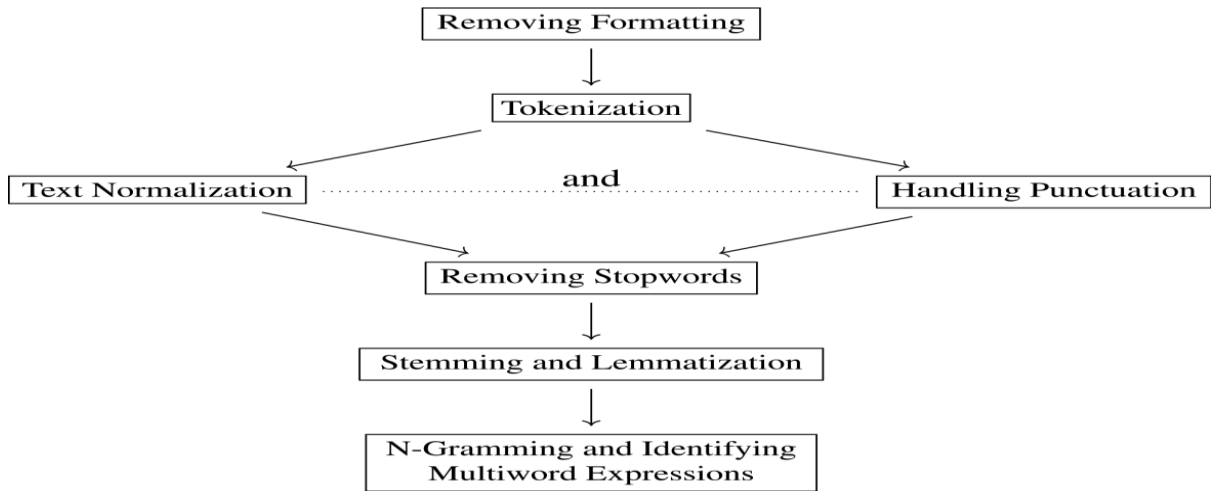 Removing Formatting
Tokenization
Text Normalization
and
Handling Punctuation
Removing Stopwords
Stemming and Lemmatization
N-Gramming and Identifying
Multiword Expressions